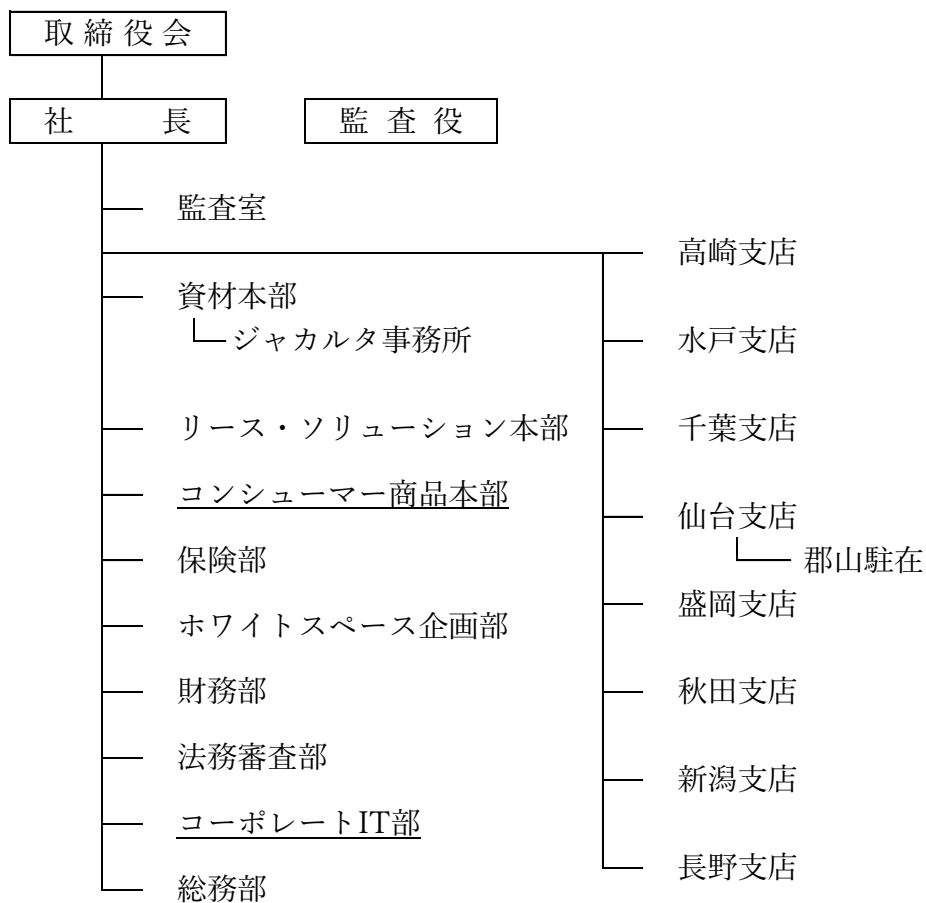 取締役会
社長
監査役
監査室
高崎支店
資材本部
ジャカルタ事務所
水戸支店
リース・ソリューション本部
千葉支店
コンシューマー商品本部
仙台支店
保険部
郡山駐在
盛岡支店
ホワイトスペース企画部
財務部
秋田支店
法務審査部
新潟支店
コーポレートIT部
長野支店
総務部